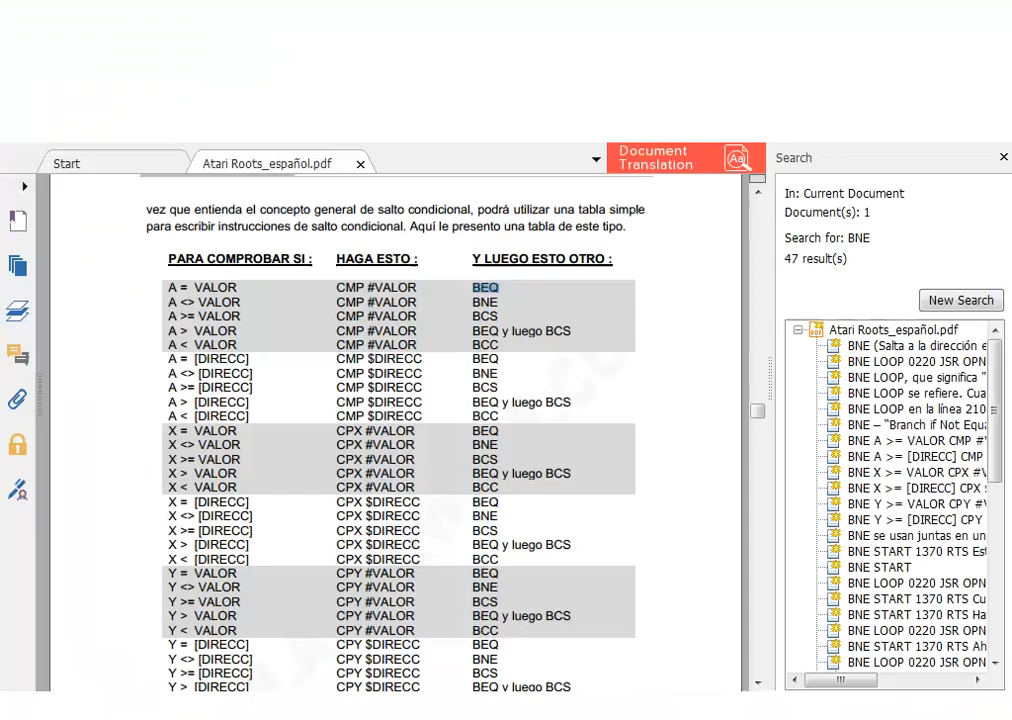 Start
Atari Roots_español.pdf
Document
Translation
Aa
Search
vez que entienda el concepto general de salto condicional, podrá utilizar una tabla simple
para escribir instrucciones de salto condicional. Aquí le presento una tabla de este tipo.
PARA COMPROBAR SI : HAGA ESTO : Y LUEGO ESTO OTRO :
A = VALOR CMP #VALOR BEQ
A <> VALOR CMP #VALOR BNE
A >= VALOR CMP #VALOR BCS
A > VALOR CMP #VALOR BEQ y luego BCS
A < VALOR CMP #VALOR BCC
A = [DIRECC] CMP $DIRECC BEQ
A <> [DIRECC] CMP $DIRECC BNE
A >= [DIRECC] CMP $DIRECC BCS
A > [DIRECC] CMP $DIRECC BEQ y luego BCS
A < [DIRECC] CMP $DIRECC BCC
X = VALOR CPX #VALOR BEQ
X <> VALOR CPX #VALOR BNE
X >= VALOR CPX #VALOR BCS
X > VALOR CPX #VALOR BEQ y luego BCS
X < VALOR CPX #VALOR BCC
X = [DIRECC] CPX $DIRECC BEQ
X <> [DIRECC] CPX $DIRECC BNE
X >= [DIRECC] CPX $DIRECC BCS
X > [DIRECC] CPX $DIRECC BEQ y luego BCS
X < [DIRECC] CPX $DIRECC BCC
Y = VALOR CPY #VALOR BEQ
Y <> VALOR CPY #VALOR BNE
Y >= VALOR CPY #VALOR BCS
Y > VALOR CPY #VALOR BEQ y luego BCS
Y < VALOR CPY #VALOR BCC
Y = [DIRECC] CPY $DIRECC BEQ
Y <> [DIRECC] CPY $DIRECC BNE
Y >= [DIRECC] CPY $DIRECC BCS
Y > [DIRECC] CPY $DIRECC BEQ y luego BCS
In: Current Document
Document(s): 1
Search for: BNE
47 result(s)
New Search
Atari Roots_español.pdf
BNE (Salta a la dirección e
BNE LOOP 0220 JSR OPN
BNE LOOP, que significa "
BNE LOOP se refiere. Cua
BNE LOOP en la línea 210
BNE – "Branch if Not Equa
BNE A >= VALOR CMP #
BNE A >= [DIRECC] CMP
BNE X >= VALOR CPX #
BNE X >= [DIRECC] CPX
BNE Y >= VALOR CPY #
BNE Y >= [DIRECC] CPY
BNE se usan juntas en un
BNE START 1370 RTS Est
BNE START
BNE LOOP 0220 JSR OPN
BNE START 1370 RTS Cu
BNE START 1370 RTS Ha
BNE LOOP 0220 JSR OPN
BNE START 1370 RTS Ah
BNE LOOP 0220 JSR OPN